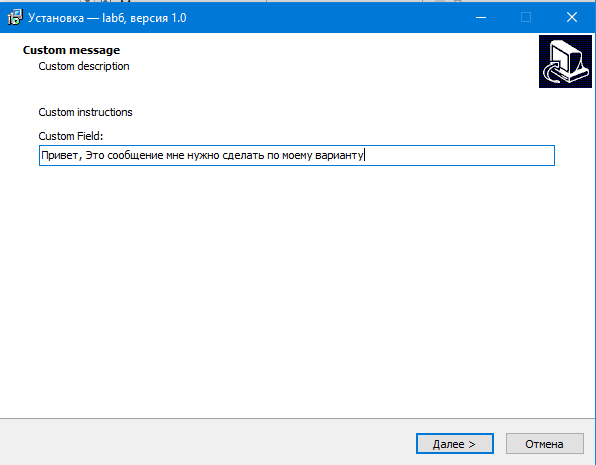 Установка — lab6, версия 1.0
Custom message
Custom description
Custom instructions
Custom Field:
Привет, Это сообщение мне нужно сделать по моему варианту
Далее >
Отмена